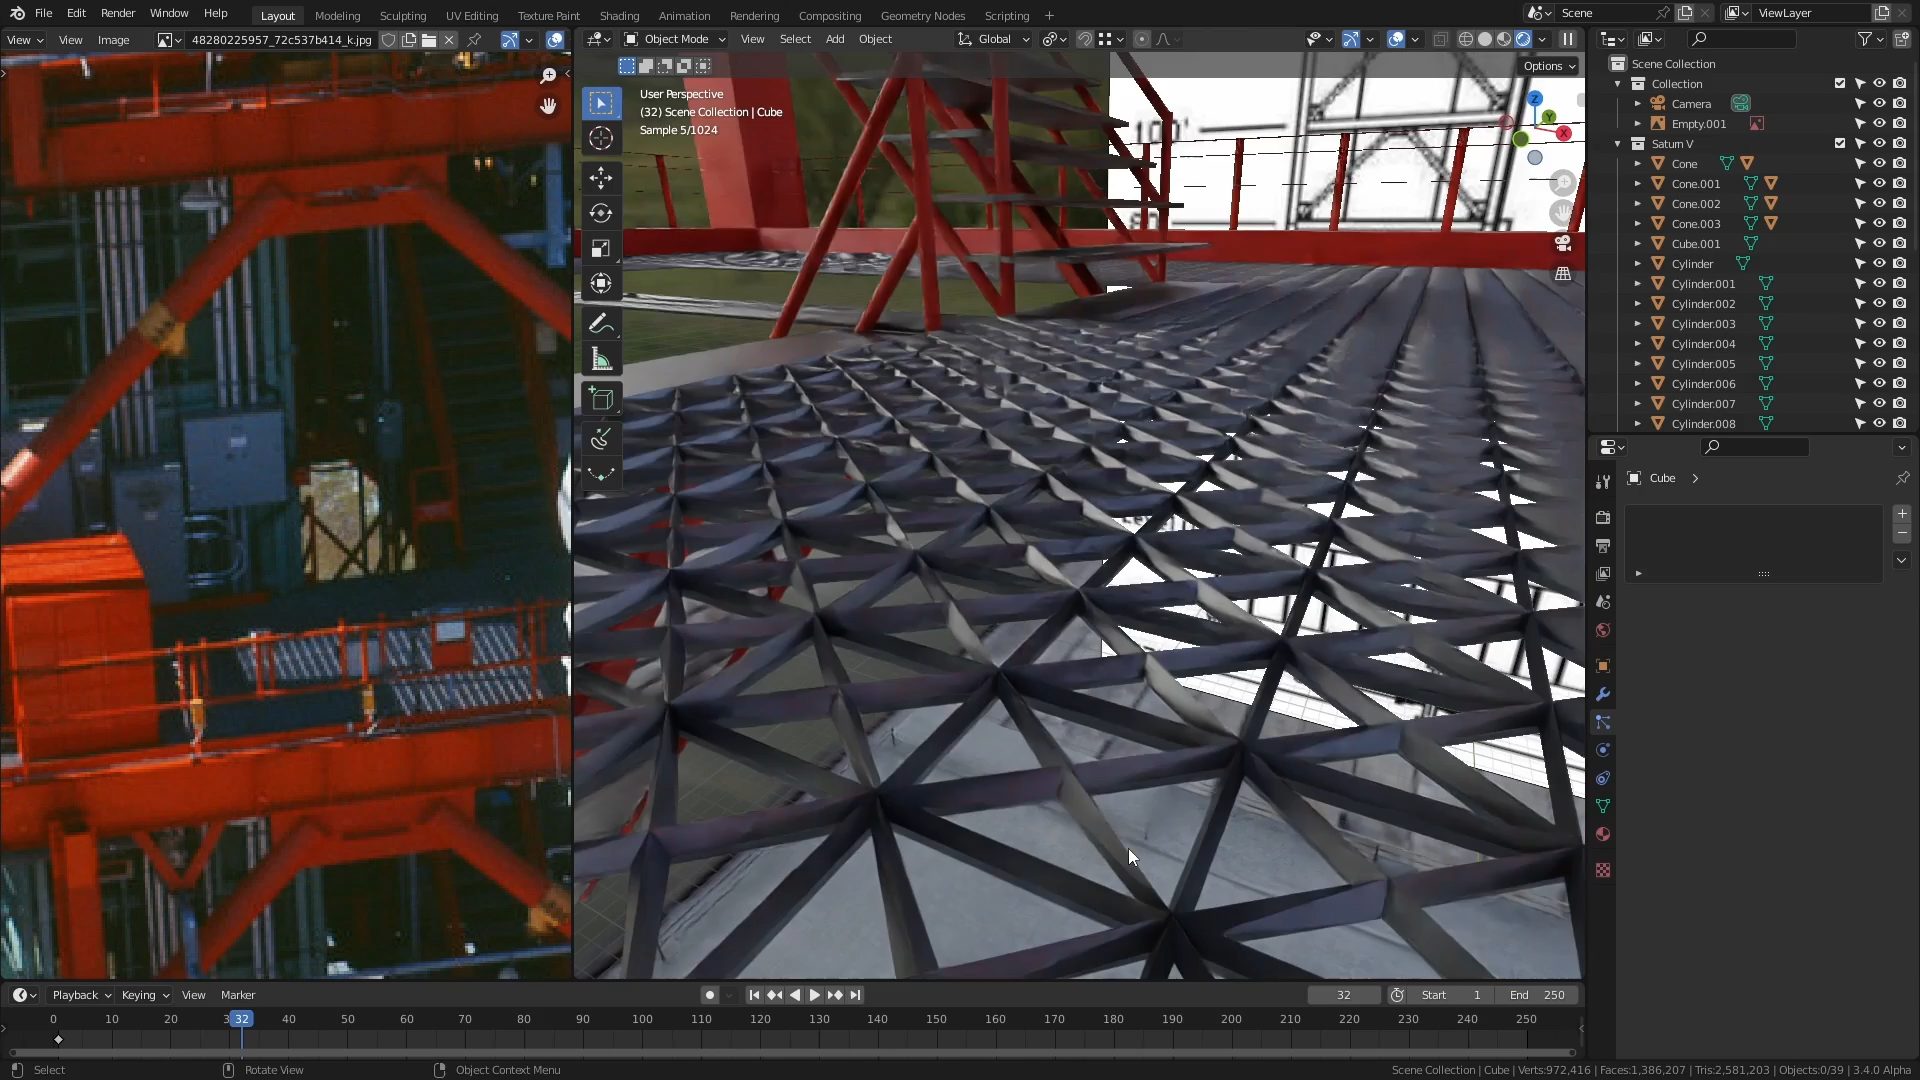 File Edit Render Window Help Layout Modeling Sculpting UV Editing Texture Paint Shading Animation Rendering Compositing Geometry Nodes Scripting + Scene ViewLayer
View View Image 48280225957_72c537b414_k.jpg Object Mode View Select Add Object Global
Options
User Perspective
(32) Scene Collection | Cube
Sample 5/1024
Z
Y
X
Scene Collection
Collection
Camera
Empty.001
Saturn V
Cone
Cone.001
Cone.002
Cone.003
Cube.001
Cylinder
Cylinder.001
Cylinder.002
Cylinder.003
Cylinder.004
Cylinder.005
Cylinder.006
Cylinder.007
Cylinder.008
Cube
Playback Keying View Marker 32 Start 1 End 250
0 10 20 3 32 40 50 60 70 80 90 100 110 120 130 140 150 160 170 180 190 200 210 220 230 240 250
Select Rotate View Object Context Menu Scene Collection | Cube | Verts:972,416 | Faces:1,386,207 | Tris:2,581,203 | Objects:0/39 | 3.4.0 Alpha